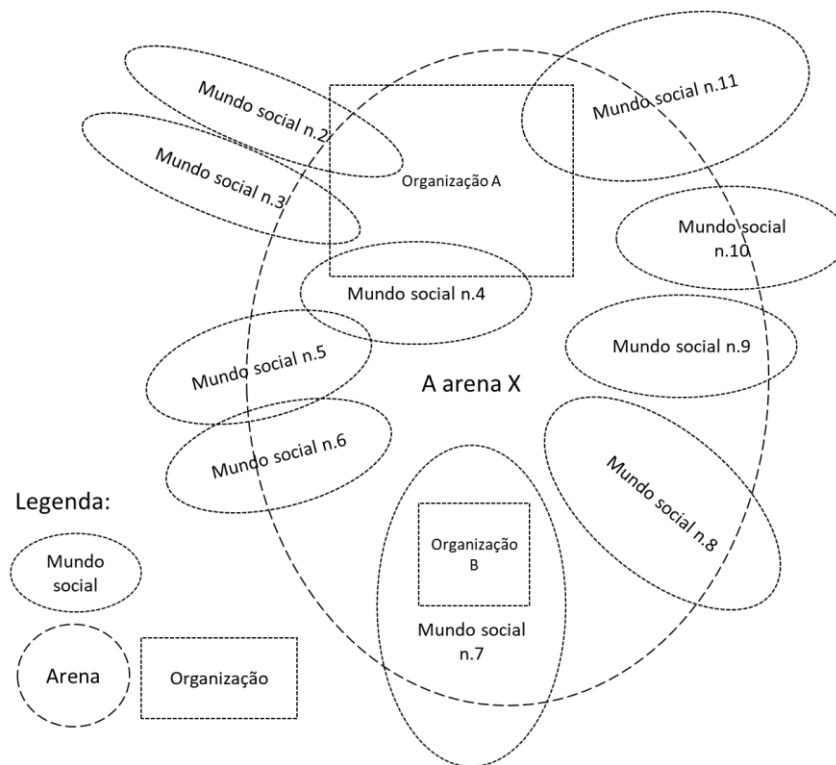 Mundo social n.2
Mundo social n.11
Mundo social n.3
Organização A
Mundo social
n.10
Mundo social n.4
Mundo social n.5
Mundo social n.9
A arena X
Mundo social n.6
Mundo social n.8
Legenda:
Mundo
social
Organização
B
Mundo social
n.7
Arena
Organização